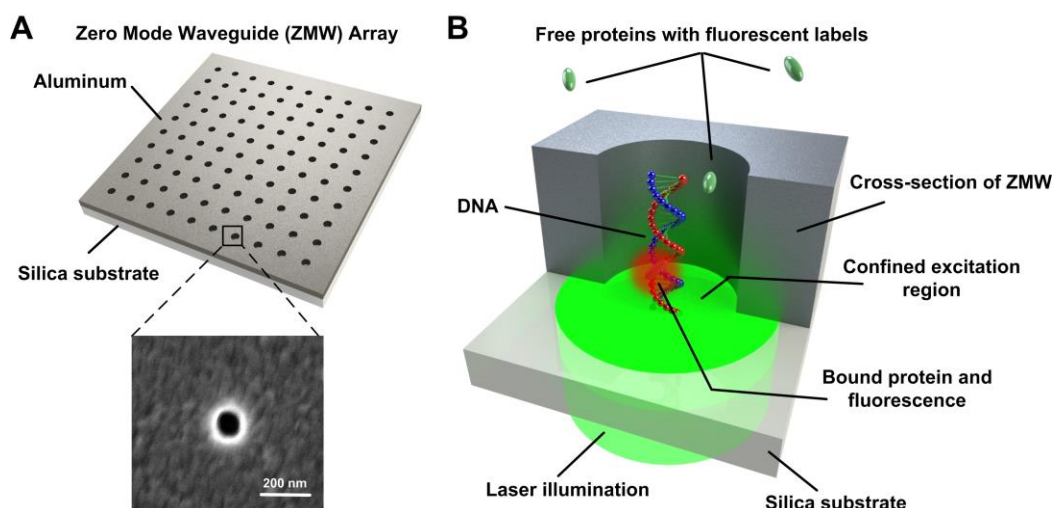 A
Zero Mode Waveguide (ZMW) Array
Aluminum
Silica substrate
200 nm
B
Free proteins with fluorescent labels
DNA
Cross-section of ZMW
Confined excitation
region
Bound protein and
fluorescence
Laser illumination
Silica substrate